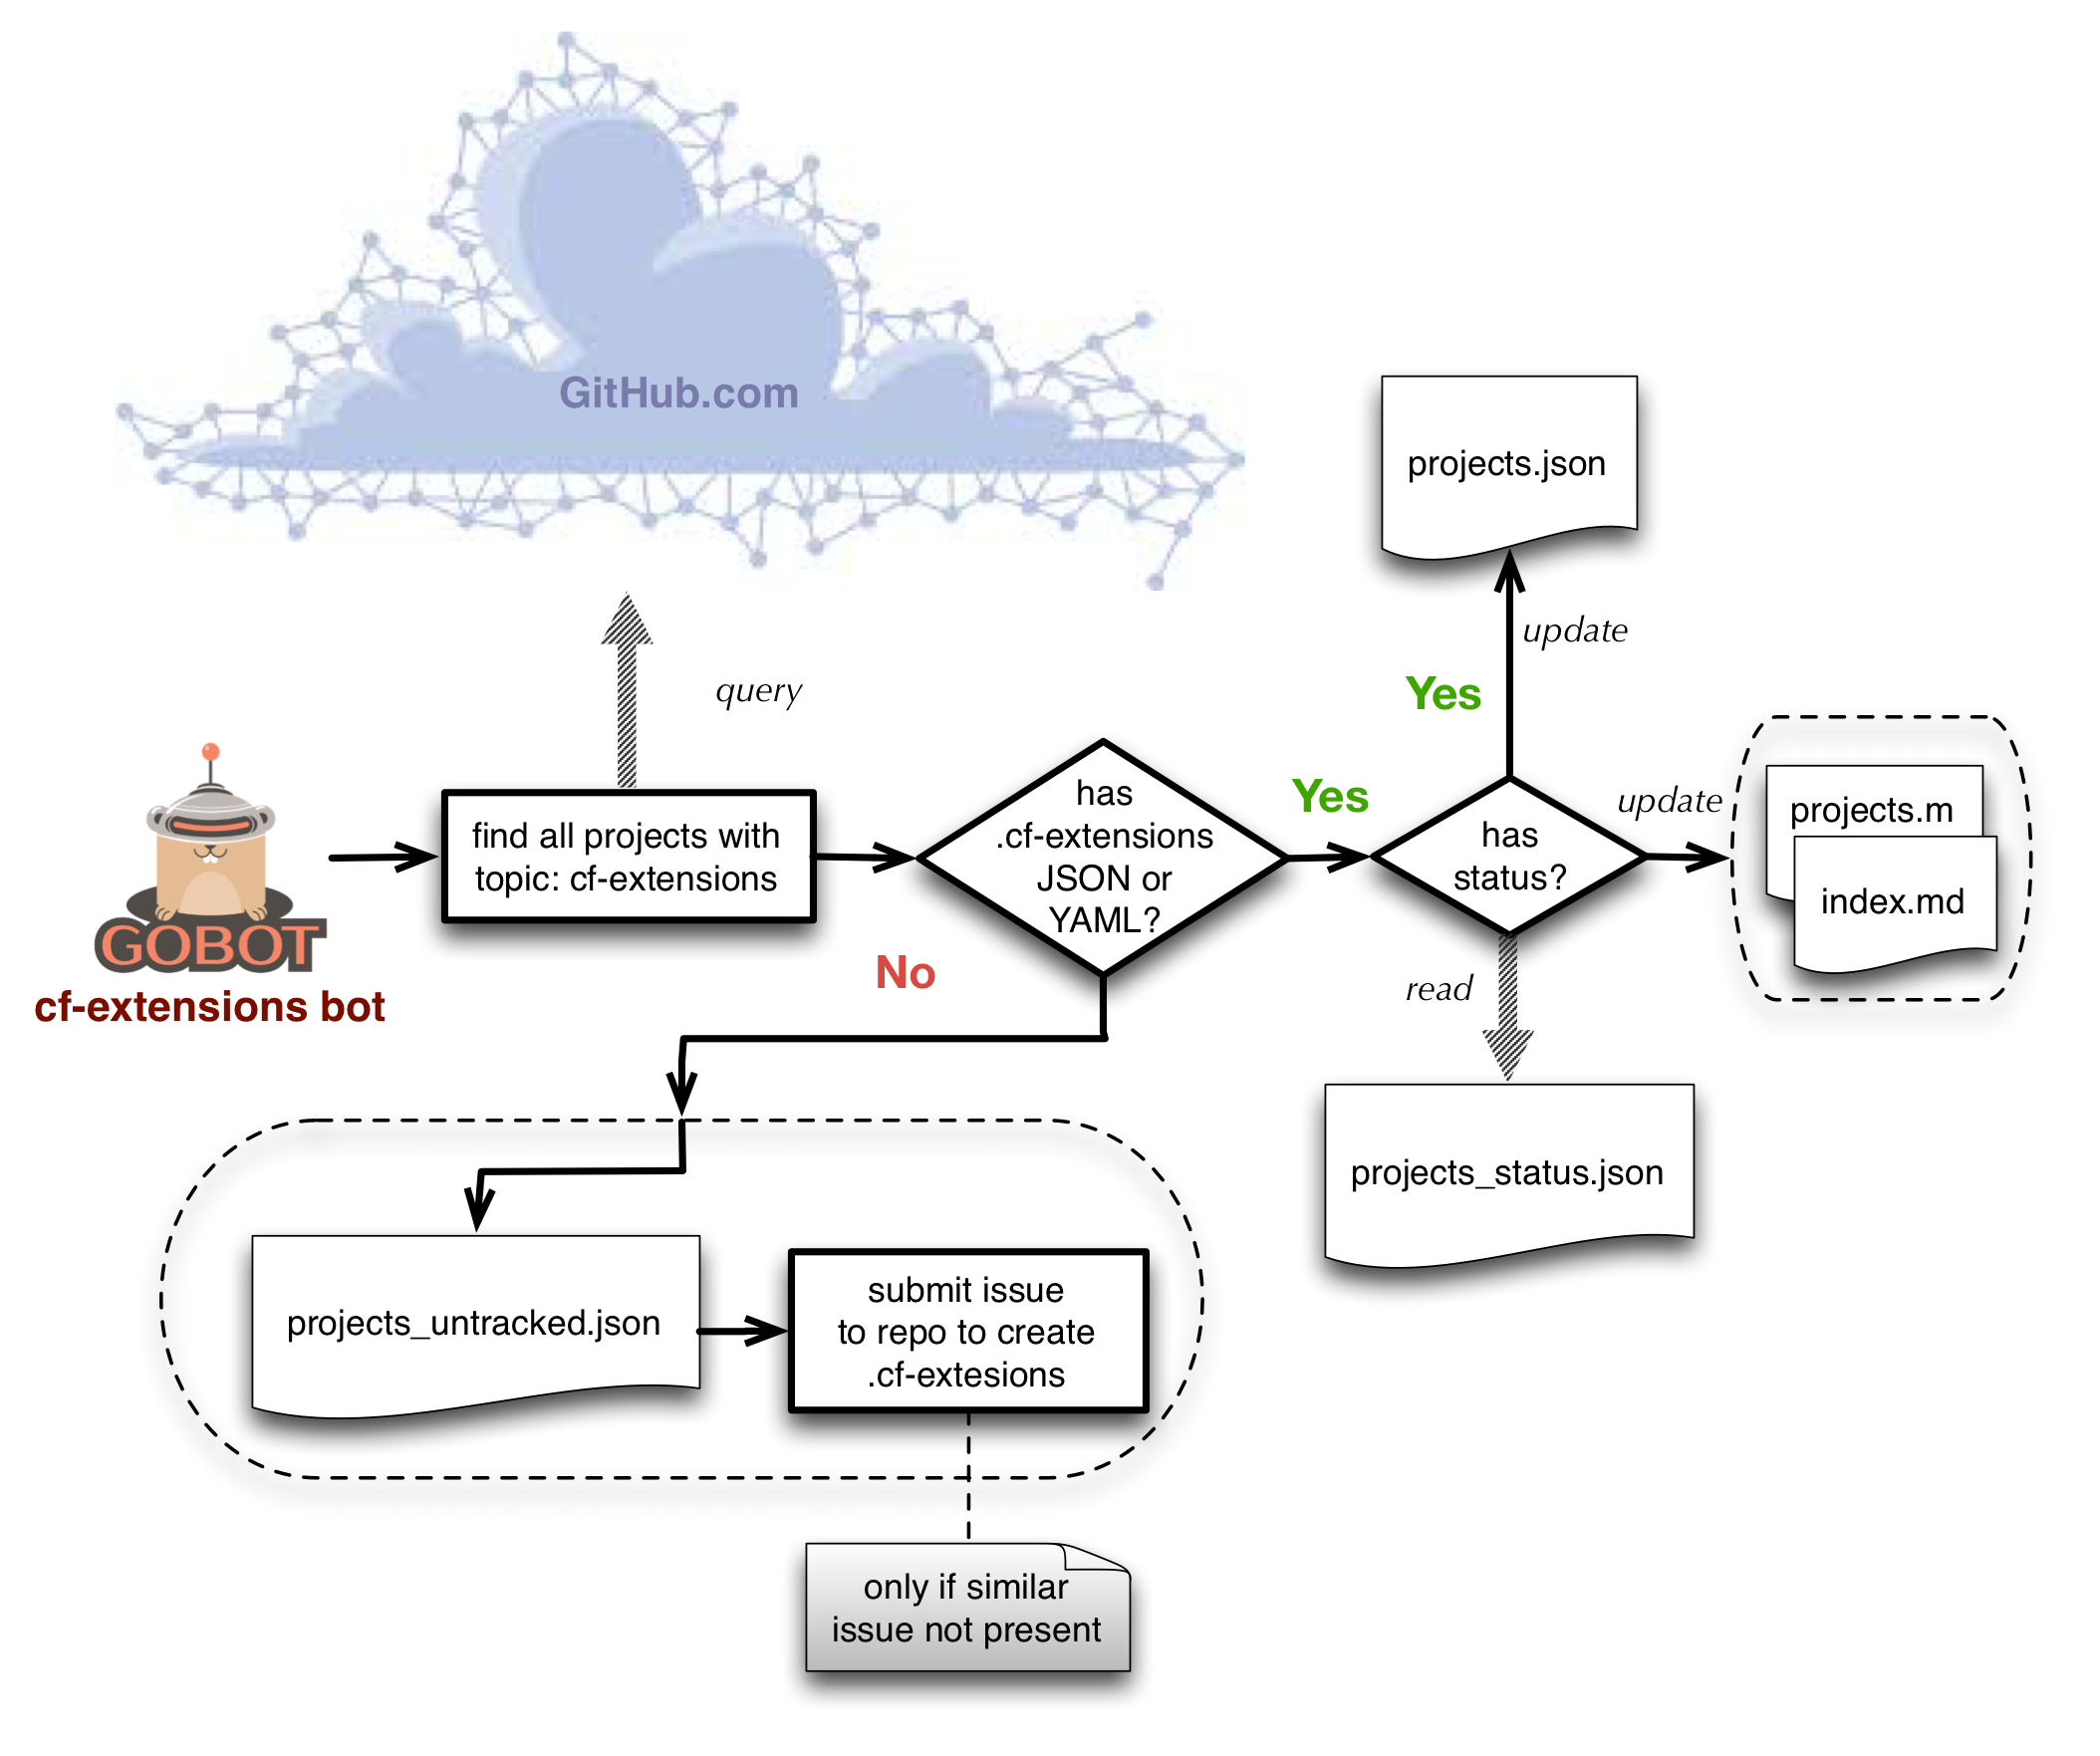 GitHub.com
projects.json
update
Yes
query
find all projects with
topic: cf-extensions
has
.cf-extensions
JSON or
YAML?
Yes
has
status?
update
projects.m
index.md
GOBOT
cf-extensions bot
No
read
projects_status.json
projects_untracked.json
submit issue
to repo to create
.cf-extesions
only if similar
issue not present